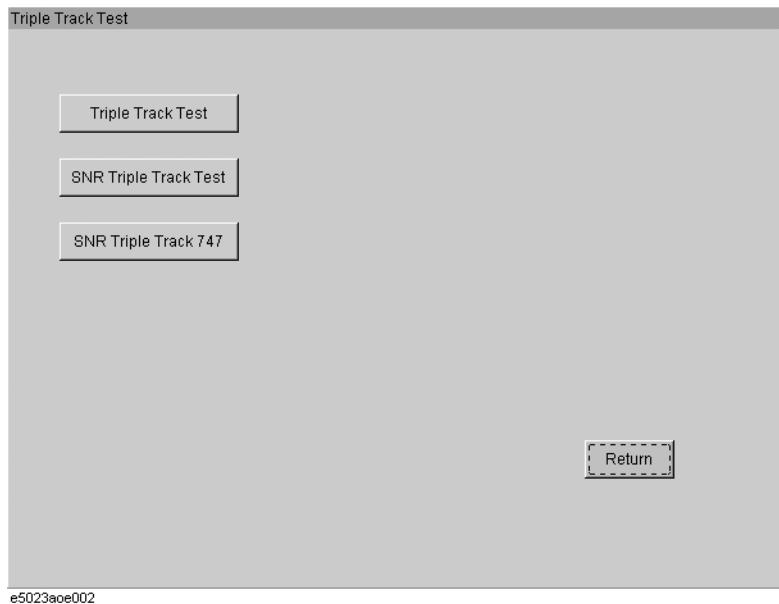 Triple Track Test
Triple Track Test
SNR Triple Track Test
SNR Triple Track 747
Return
e5023aoe002